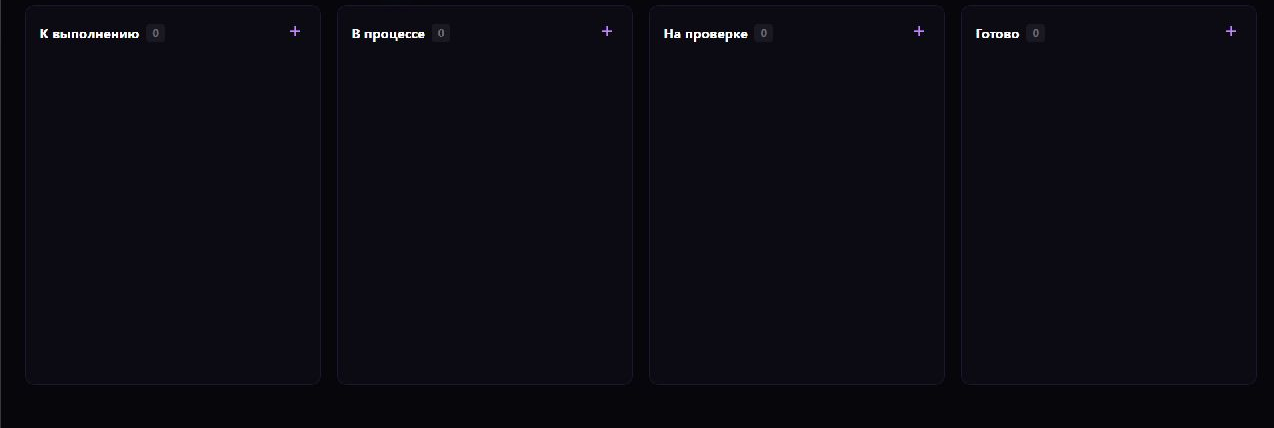 К выполнению 0 +
В процессе 0 +
На проверке 0 +
Готово 0 +